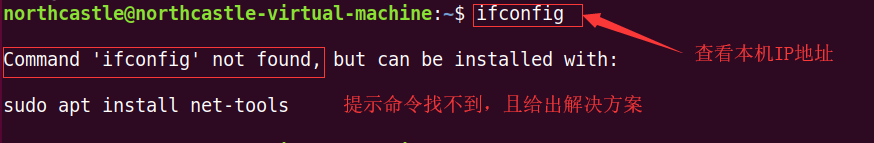 northcastle@northcastle-virtual-machine:~$ ifconfig
查看本机IP地址
Command 'ifconfig' not found, but can be installed with:
sudo apt install net-tools
提示命令找不到，且给出解决方案